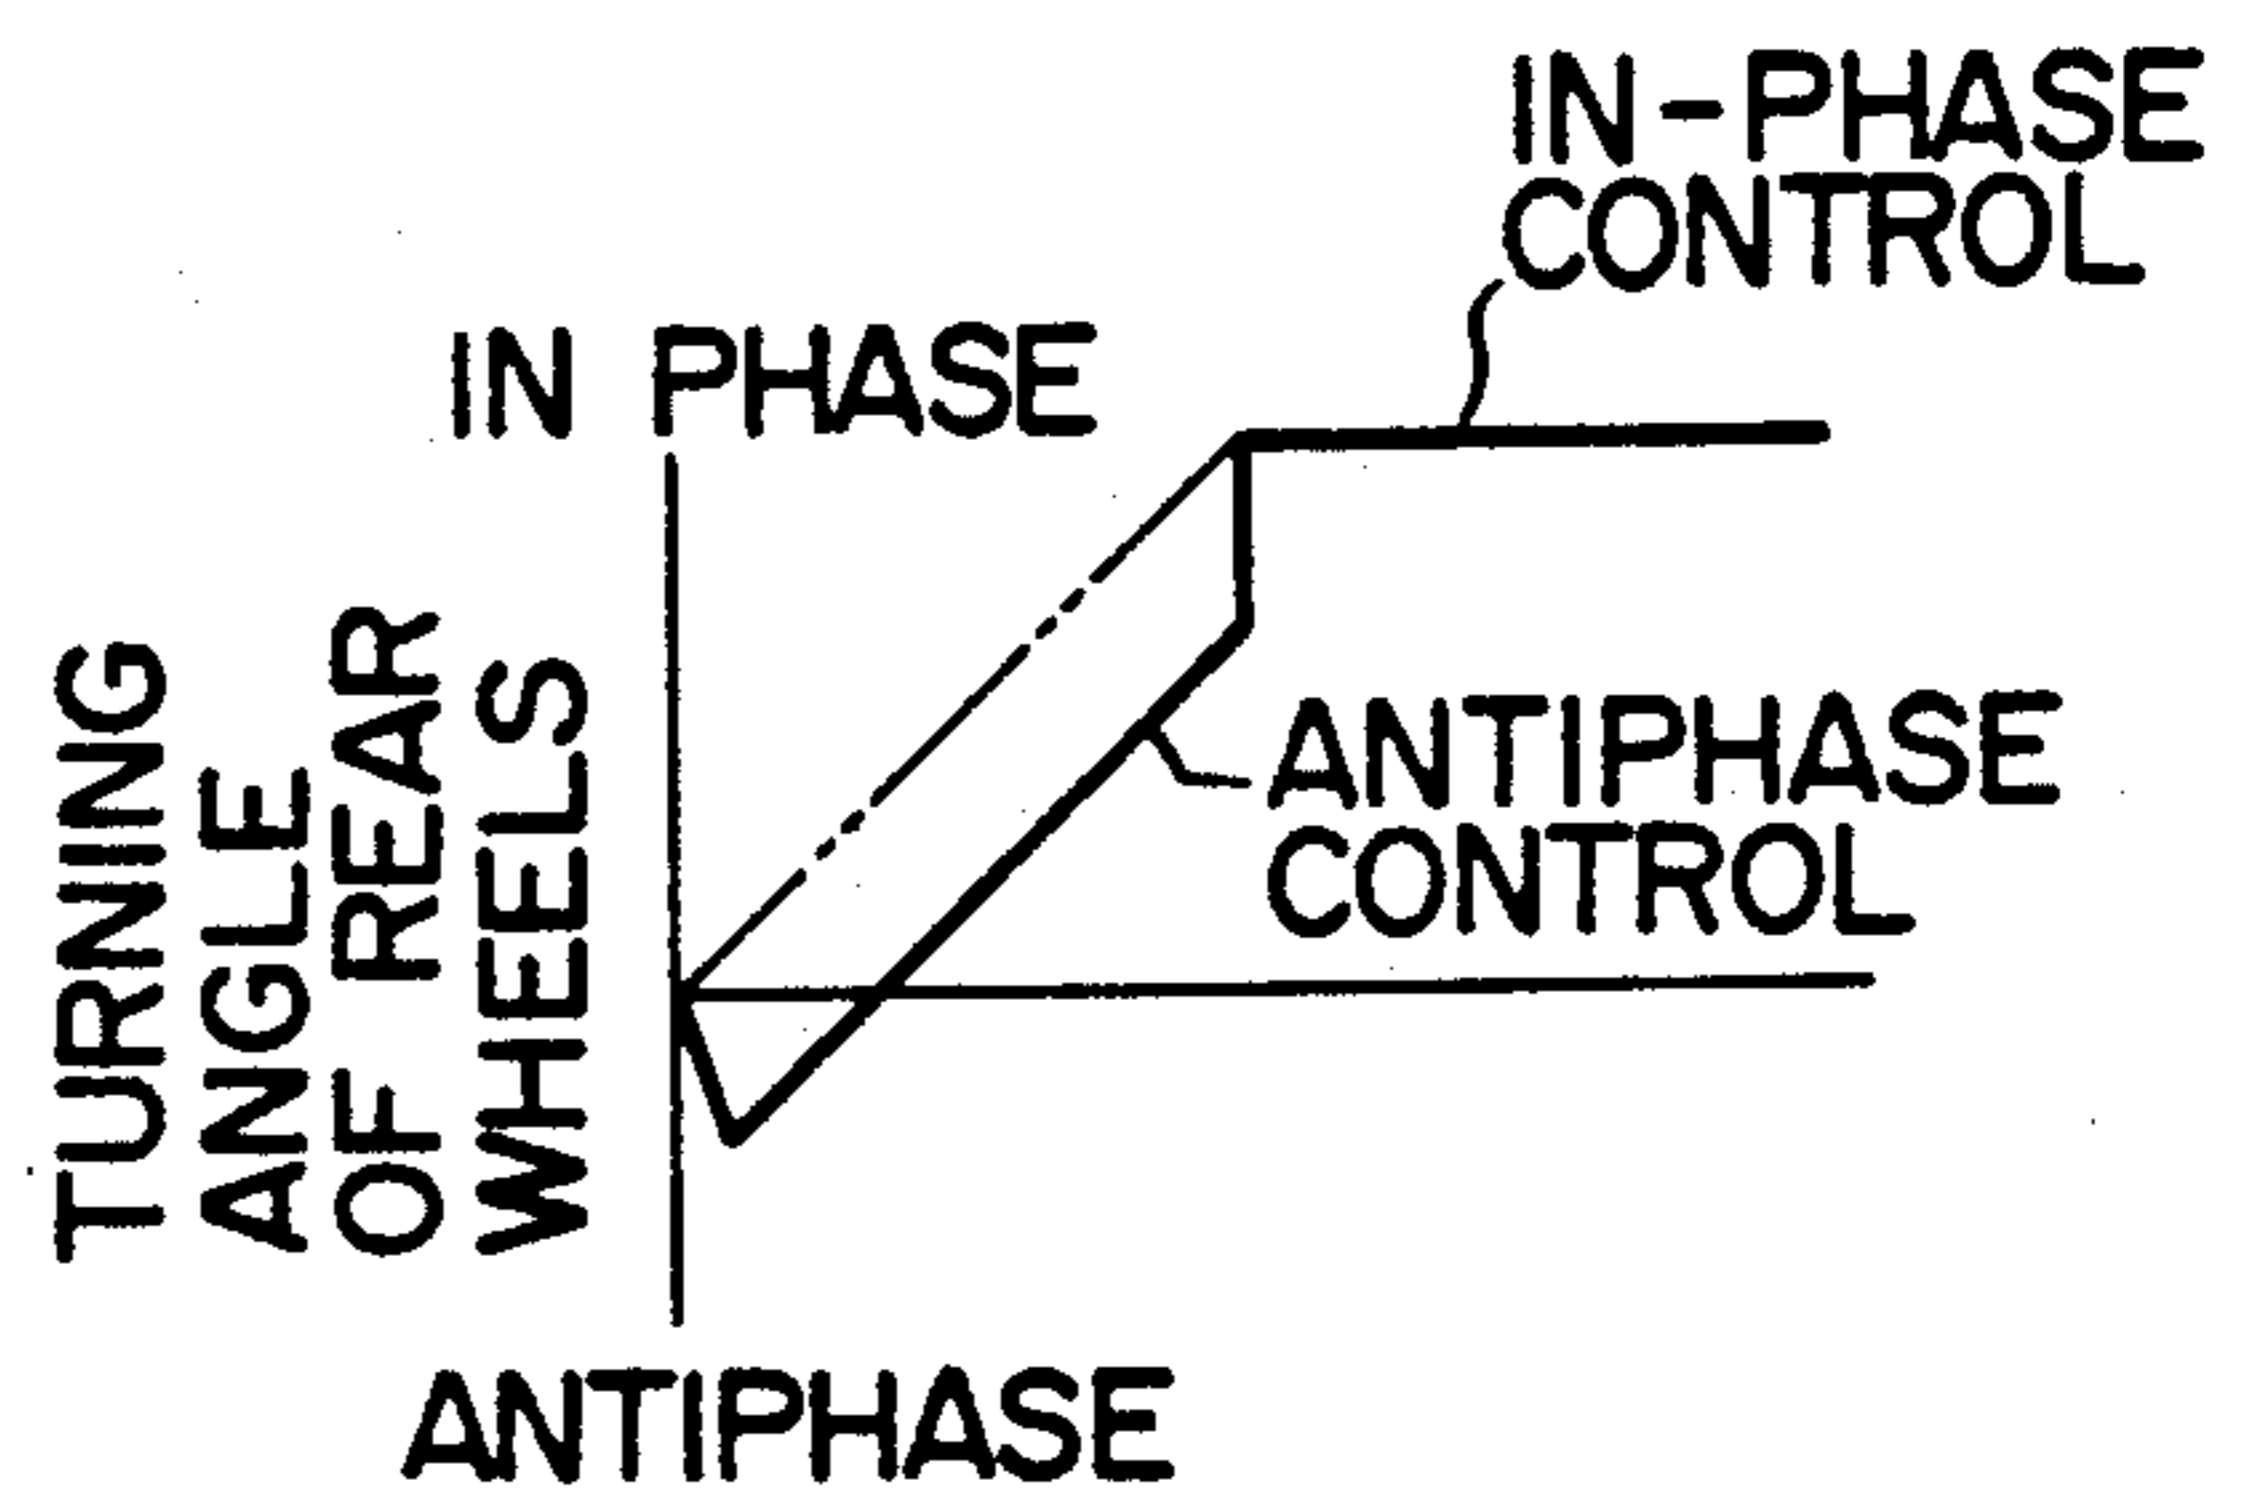 IN-PHASE
CONTROL
IN PHASE
TURNING
ANGLE
OF REAR
WHEELS
ANTIPHASE
CONTROL
ANTIPHASE